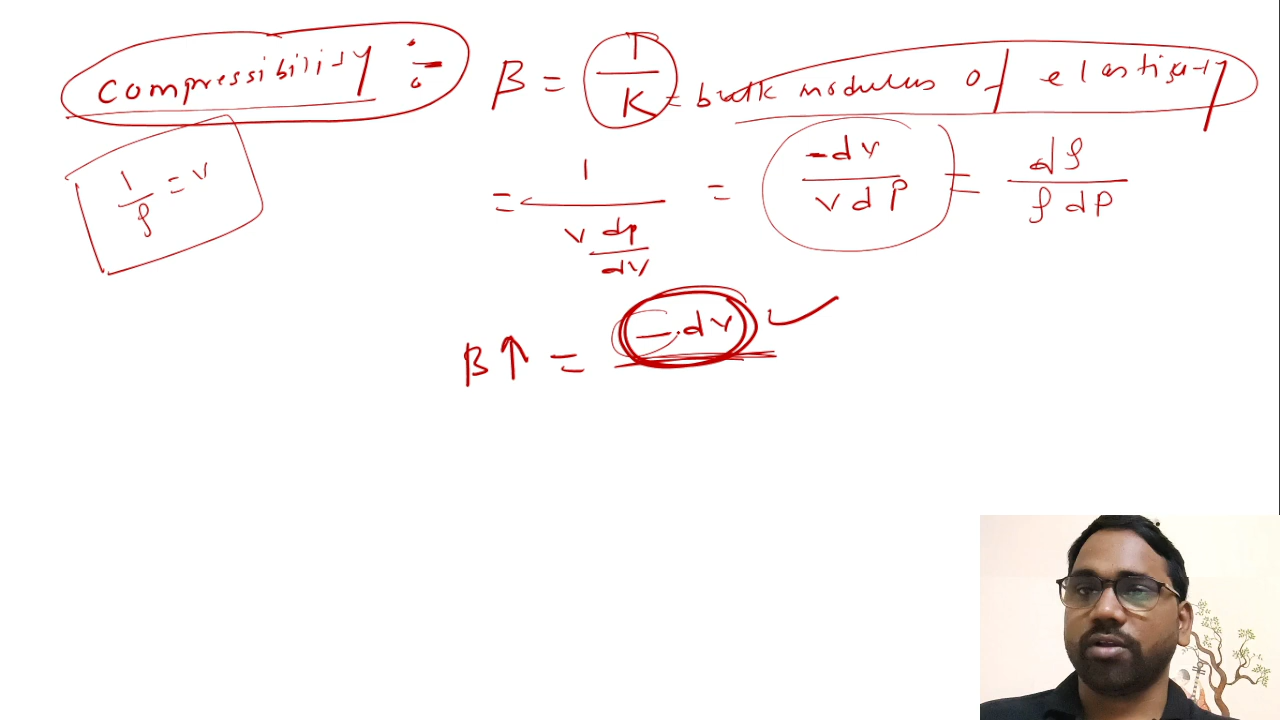 compressibility :- β = 1/K = bulk modulus of elasticity
1/ρ = v
= 1/(v dp/dv) = -dv/(v dP) = dρ/(ρ dP)
β↑ = -dv ✓